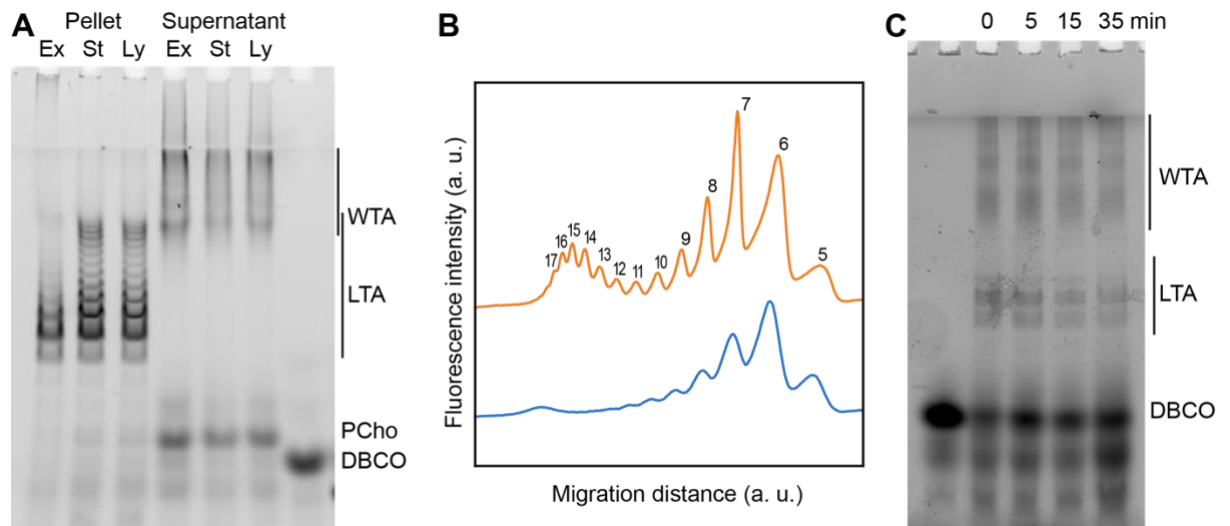 A
Pellet Supernatant
Ex St Ly Ex St Ly
WTA
LTA
PCho
DBCO
B
Fluorescence intensity (a. u.)
17 16 15 14 13 12 11 10 9 8 7 6 5
Migration distance (a. u.)
C
0 5 15 35 min
WTA
LTA
DBCO